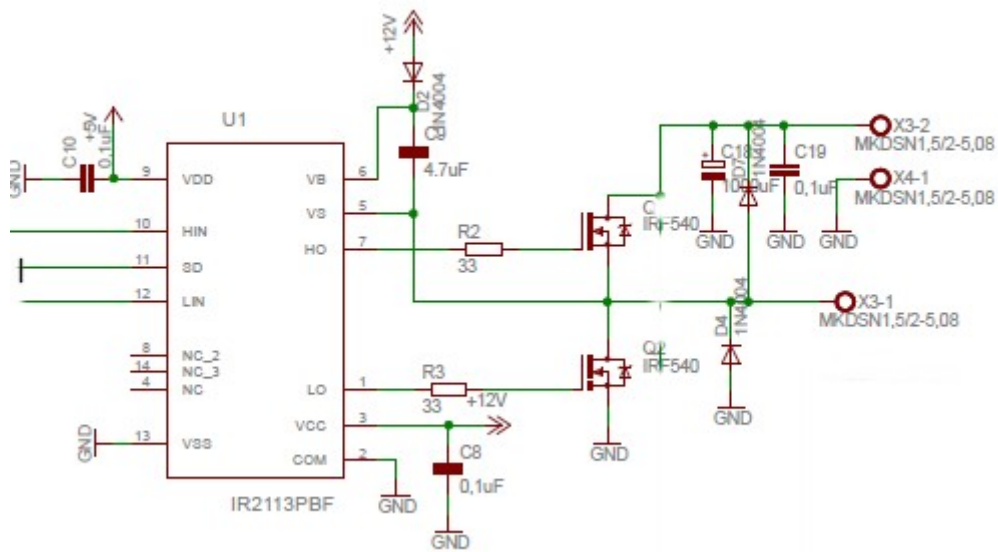 +12V
D2
1N4004
U1
+5V
C10
0.1uF
GND
4.7uF
9
VDD
VB
6
VS
5
10
HIN
HO
7
11
SD
12
LIN
R2
33
IRF540
C18
D7
1N4004
C19
0,1uF
GND
GND
GND
X3-2
MKDSN1,5/2-5,08
X4-1
MKDSN1,5/2-5,08
X3-1
MKDSN1,5/2-5,08
8
NC_2
14
NC_3
4
NC
LO
1
R3
33
+12V
IRF540
D4
1N4004
GND
GND
VCC
3
GND
13
VSS
COM
2
C8
0,1uF
GND
GND
IR2113PBF